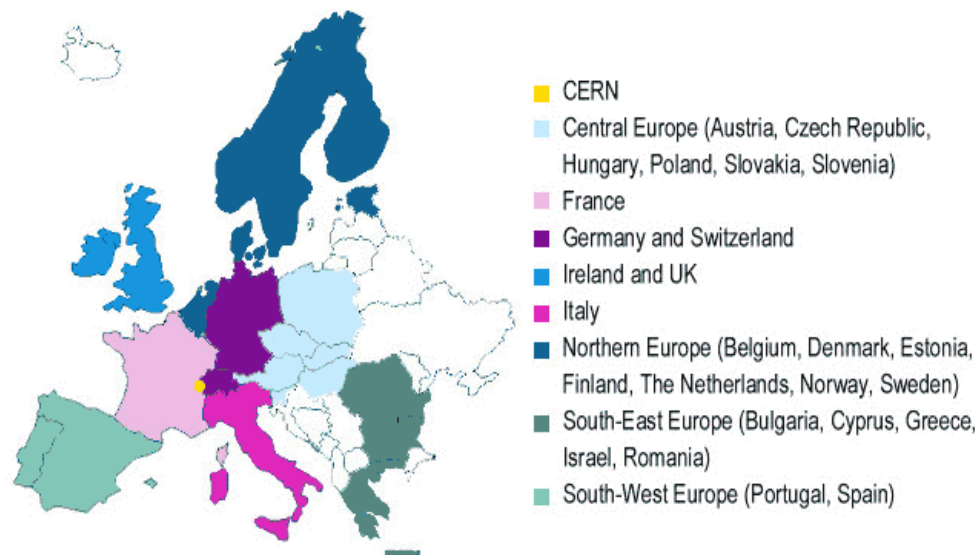 CERN
Central Europe (Austria, Czech Republic,
Hungary, Poland, Slovakia, Slovenia)
France
Germany and Switzerland
Ireland and UK
Italy
Northern Europe (Belgium, Denmark, Estonia,
Finland, The Netherlands, Norway, Sweden)
South-East Europe (Bulgaria, Cyprus, Greece,
Israel, Romania)
South-West Europe (Portugal, Spain)